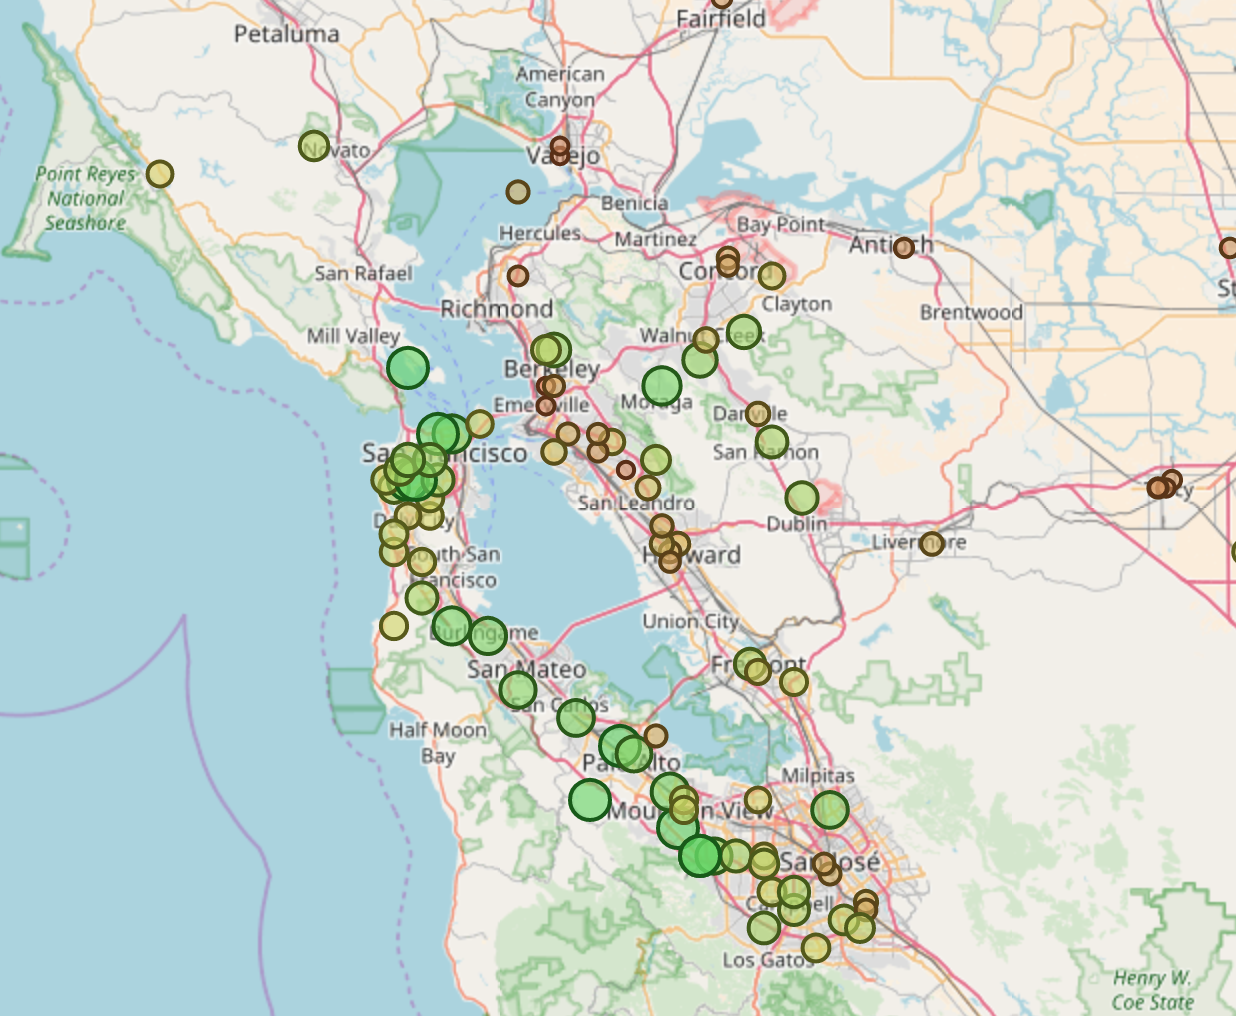 Petaluma
Fairfield
American
Canyon
Point Reyes
National
Seashore
Novato
Vallejo
Benicia
Hercules
Martinez
Bay Point
Antioch
San Rafael
Concord
Richmond
Clayton
Brentwood
Mill Valley
Walnut Creek
Berkeley
Emeryville
Moraga
Danville
San Francisco
San Ramon
San Leandro
Daly City
Dublin
Tracy
Livermore
Hayward
South San
Francisco
Union City
Burlingame
San Mateo
Fremont
San Carlos
Half Moon
Bay
Palo Alto
Milpitas
Mountain View
San José
Campbell
Los Gatos
Henry W.
Coe State